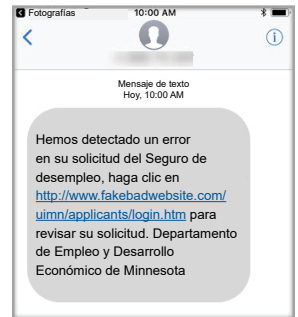 Fotografías
10:00 AM
Mensaje de texto
Hoy, 10:00 AM
Hemos detectado un error
en su solicitud del Seguro de
desempleo, haga clic en
http://www.fakebadwebsite.com/
uimn/applicants/login.htm para
revisar su solicitud. Departamento
de Empleo y Desarrollo
Económico de Minnesota